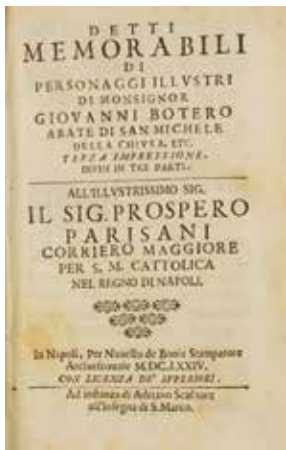 DETTI
MEMORABILI
DI
PERSONAGGI ILLVSTRI
DI MONSIGNOR
GIOVANNI BOTERO
ABATE DI SAN MICHELE
DELLA CHIVSA, ETC.
TERZA IMPRESSIONE.
DIVISI IN TRE PARTI.
ALL'ILLVSTRISSIMO SIG.
IL SIG. PROSPERO
PARISANI
CORRIERO MAGGIORE
PER S. M. CATTOLICA
NEL REGNO DI NAPOLI.
In Napoli, Per Nouello de Bonis Stampatore
Arciuescouale M.DC.LXXIV.
CON LICENZA DE' SVPERIORI.
Ad instanza di Adriano Scultore
all'Insegna di S. Marco.